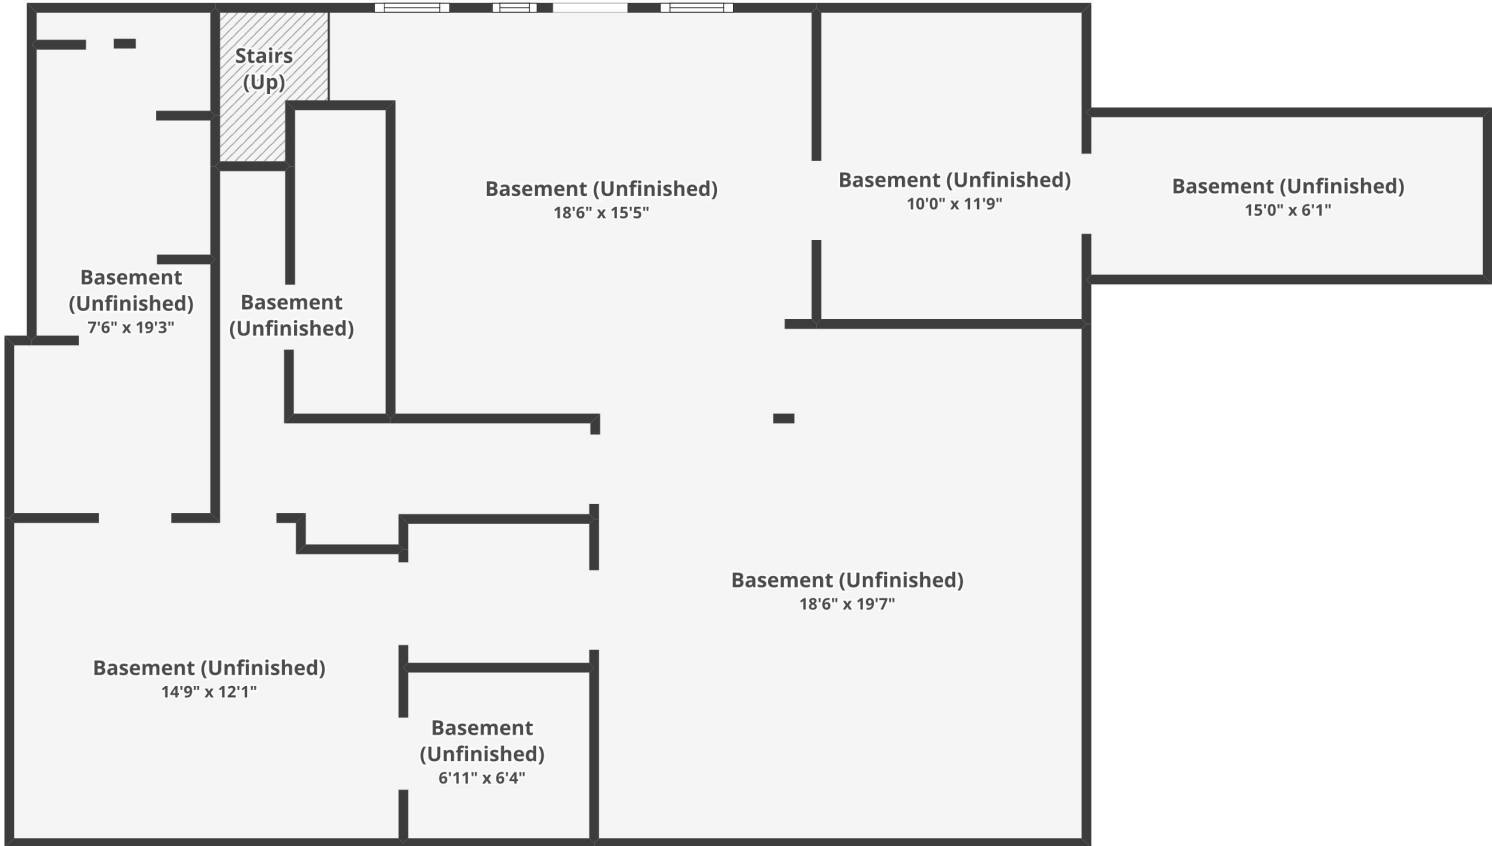 Stairs
(Up)
Basement (Unfinished)
18'6" x 15'5"
Basement (Unfinished)
10'0" x 11'9"
Basement (Unfinished)
15'0" x 6'1"
Basement
(Unfinished)
7'6" x 19'3"
Basement
(Unfinished)
Basement (Unfinished)
18'6" x 19'7"
Basement (Unfinished)
14'9" x 12'1"
Basement
(Unfinished)
6'11" x 6'4"